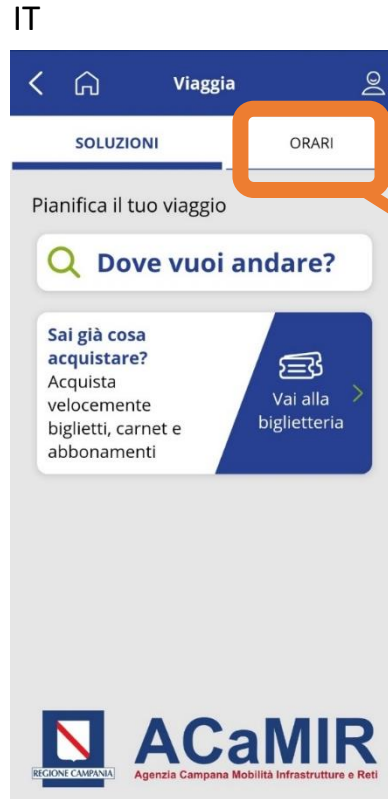 IT
Viaggia
SOLUZIONI
ORARI
Pianifica il tuo viaggio
Dove vuoi andare?
Sai già cosa
acquistare?
Acquista
velocemente
biglietti, carnet e
abbonamenti
Vai alla
biglietteria
REGIONE CAMPANIA
ACaMIR
Agenzia Campana Mobilità Infrastrutture e Reti